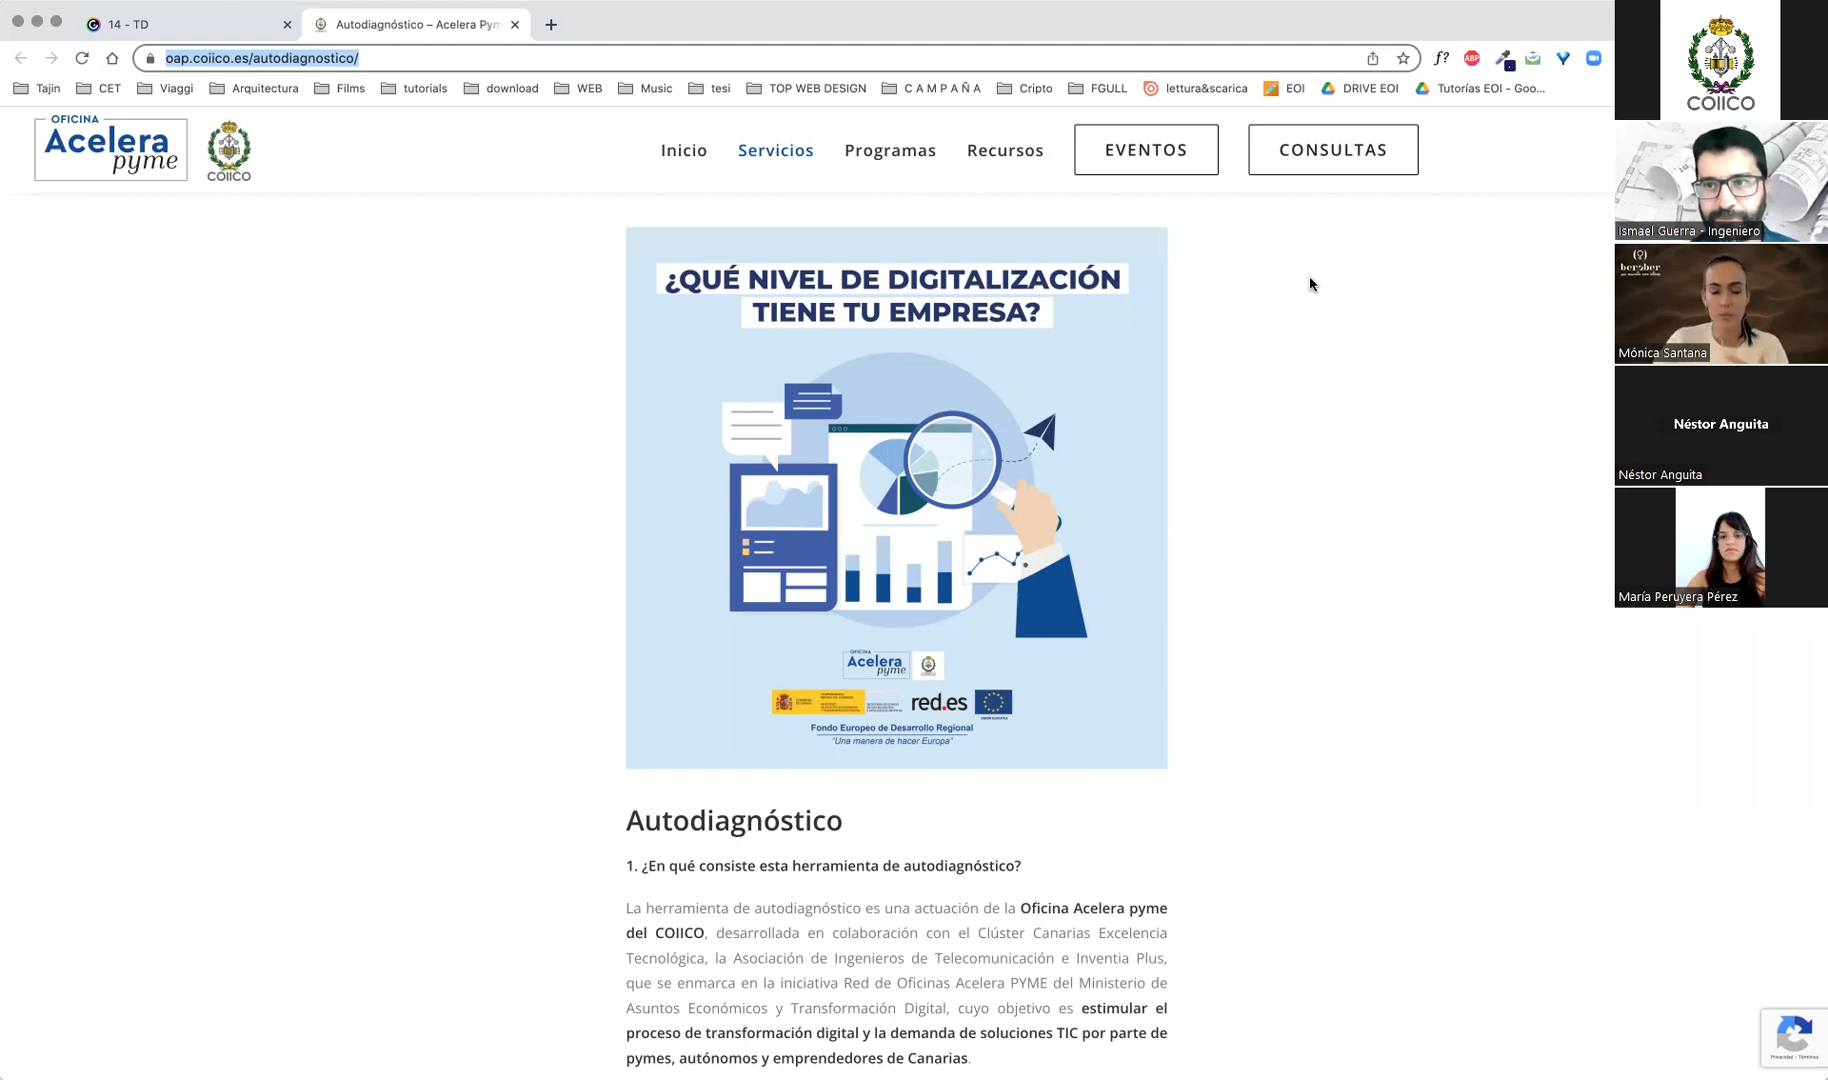 14 - TD
Autodiagnóstico – Acelera Pym
oap.coiico.es/autodiagnostico/
f?
ABP
Tajin
CET
Viaggi
Arquitectura
Films
tutorials
download
WEB
Music
tesi
TOP WEB DESIGN
C A M P A Ñ A
Cripto
FGULL
lettura&scarica
EOI
DRIVE EOI
Tutorías EOI - Goo...
OFICINA
Acelera
pyme
COIICO
Inicio
Servicios
Programas
Recursos
EVENTOS
CONSULTAS
¿QUÉ NIVEL DE DIGITALIZACIÓN
TIENE TU EMPRESA?
OFICINA
Acelera
pyme
red.es
UNIÓN EUROPEA
Fondo Europeo de Desarrollo Regional
"Una manera de hacer Europa"
Autodiagnóstico
1. ¿En qué consiste esta herramienta de autodiagnóstico?
La herramienta de autodiagnóstico es una actuación de la Oficina Acelera pyme
del COIICO, desarrollada en colaboración con el Clúster Canarias Excelencia
Tecnológica, la Asociación de Ingenieros de Telecomunicación e Inventia Plus,
que se enmarca en la iniciativa Red de Oficinas Acelera PYME del Ministerio de
Asuntos Económicos y Transformación Digital, cuyo objetivo es estimular el
proceso de transformación digital y la demanda de soluciones TIC por parte de
pymes, autónomos y emprendedores de Canarias.
COIICO
Ismael Guerra - Ingeniero
berober
Mónica Santana
Néstor Anguita
Néstor Anguita
María Peruyera Pérez
Privacidad - Términos